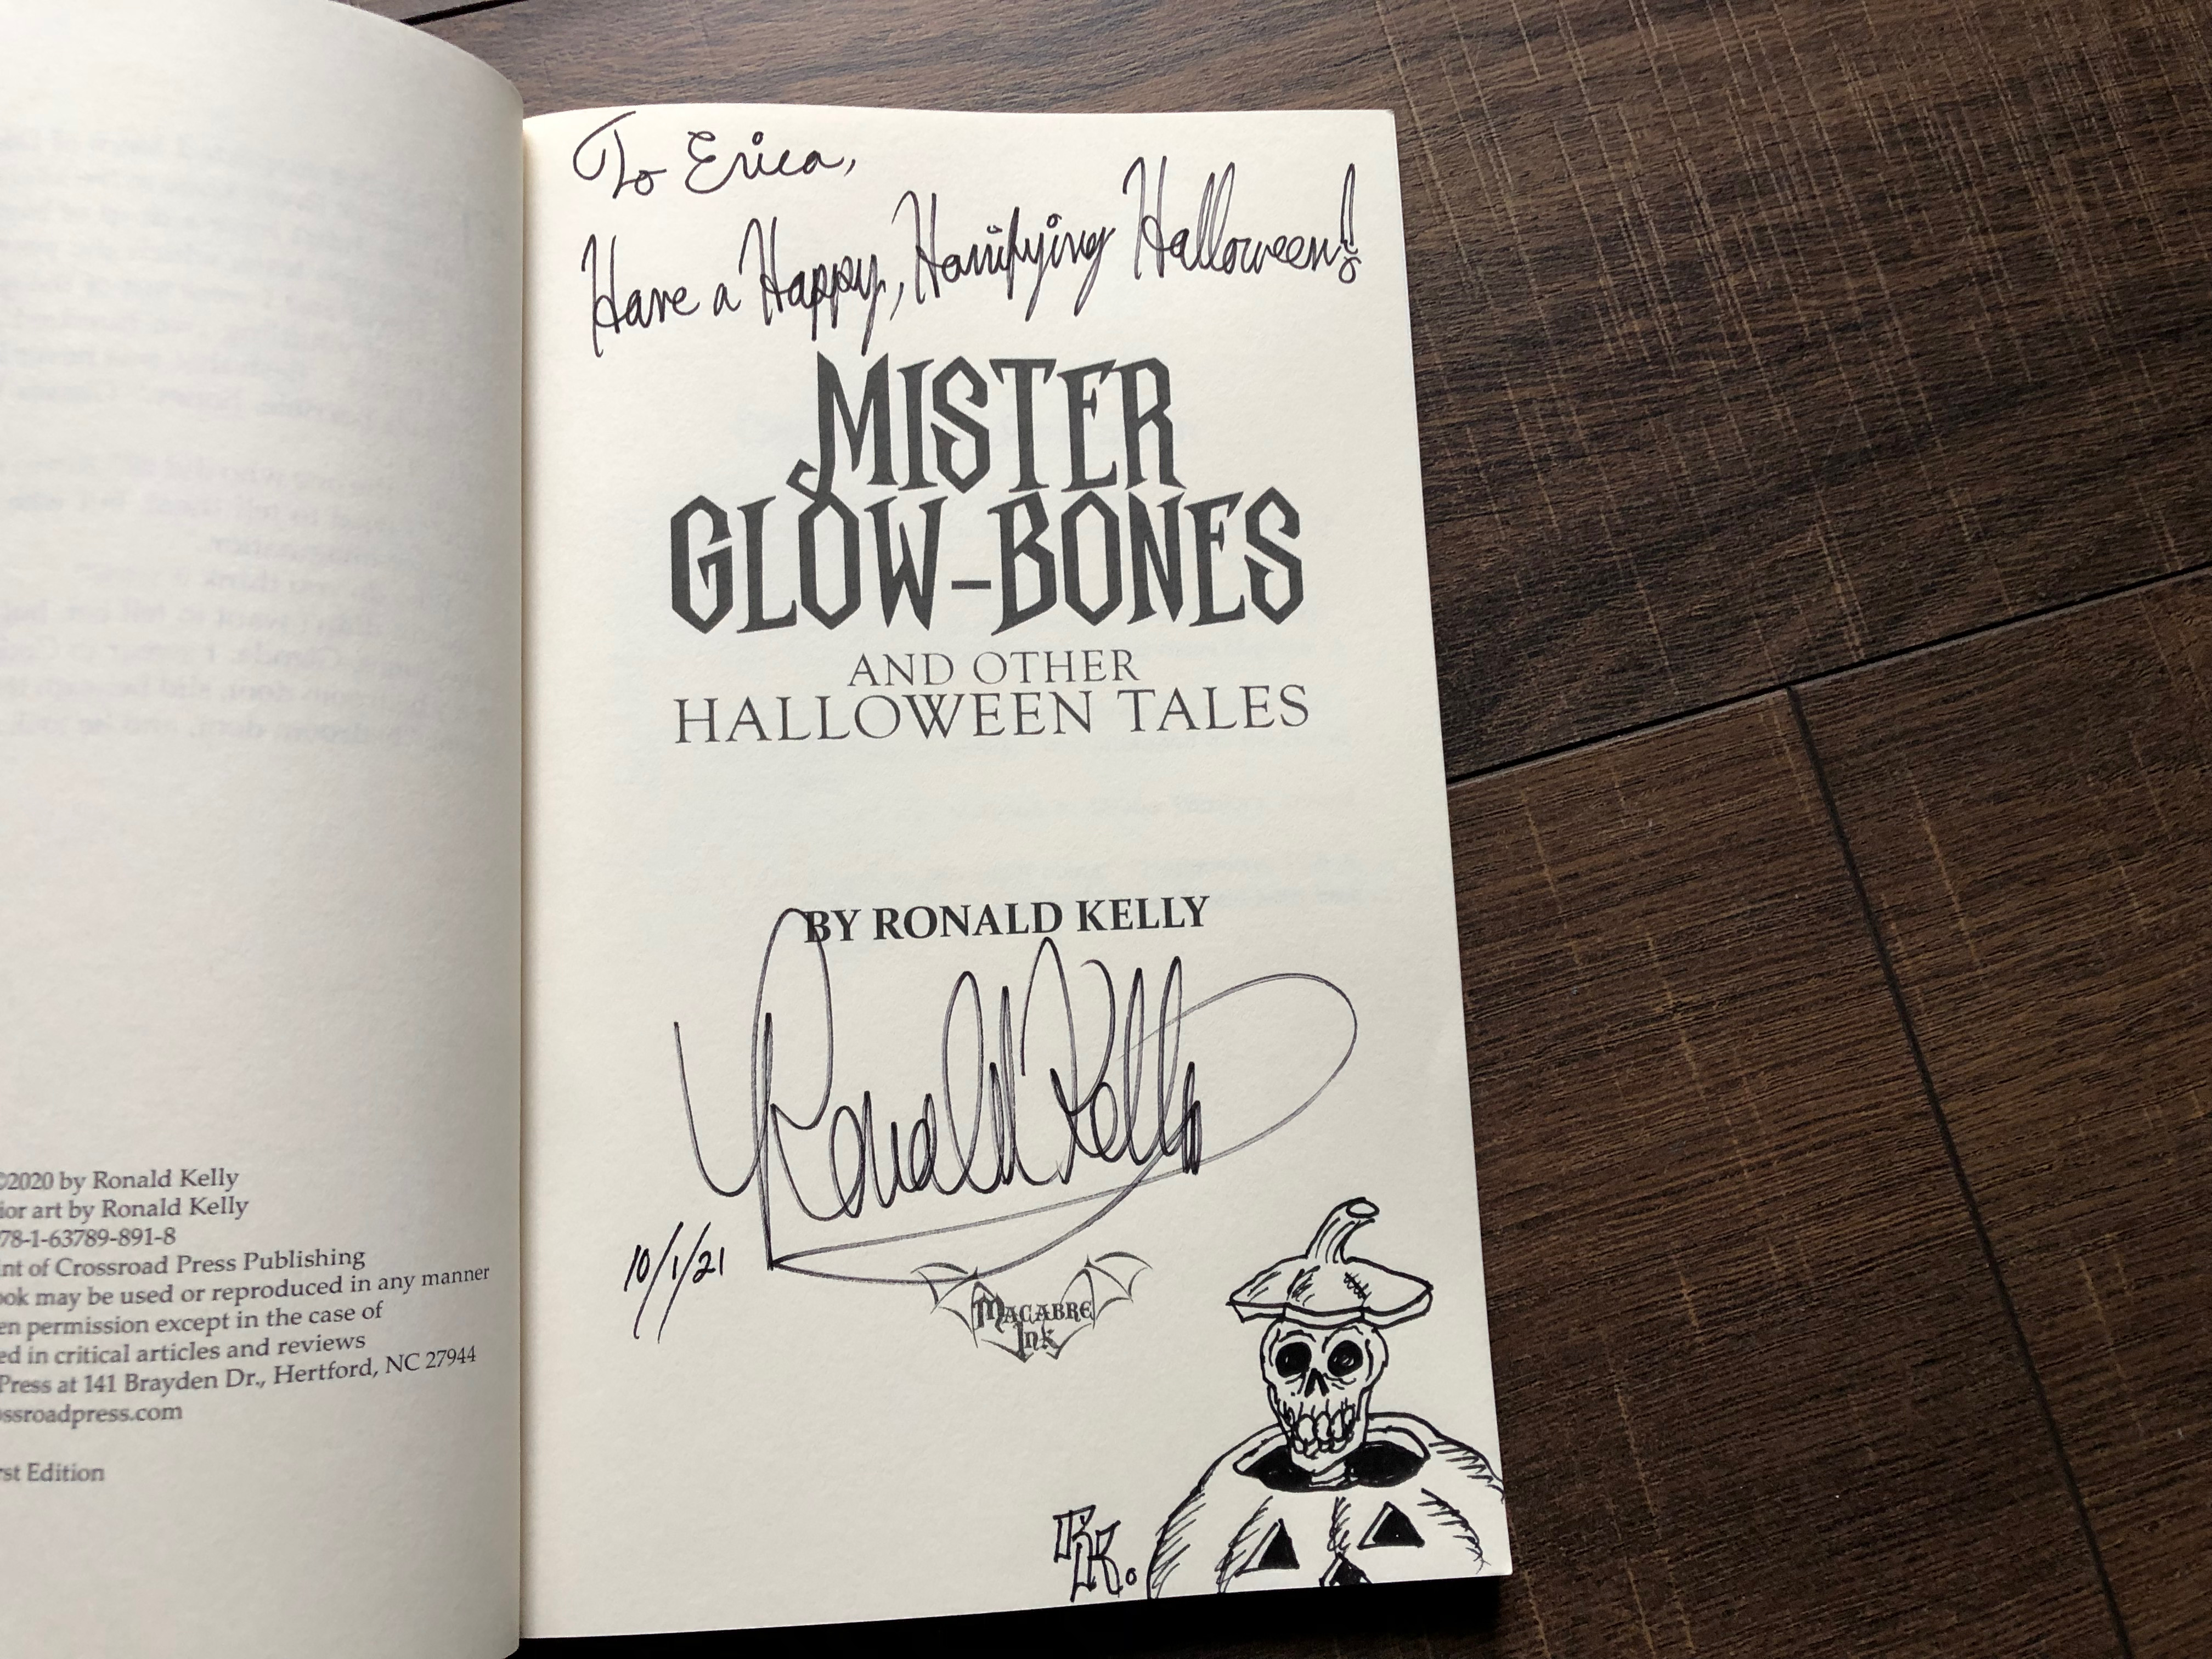 ©2020 by Ronald Kelly
ior art by Ronald Kelly
78-1-63789-891-8
nt of Crossroad Press Publishing
ook may be used or reproduced in any manner
en permission except in the case of
ed in critical articles and reviews
Press at 141 Brayden Dr., Hertford, NC 27944
ossroadpress.com
rst Edition
To Erica,
Have a Happy, Horrifying Halloween!
MISTER
GLOW-BONES
AND OTHER
HALLOWEEN TALES
BY RONALD KELLY
Ronald Kelly
10/1/21
MACABRE
INK
RK.